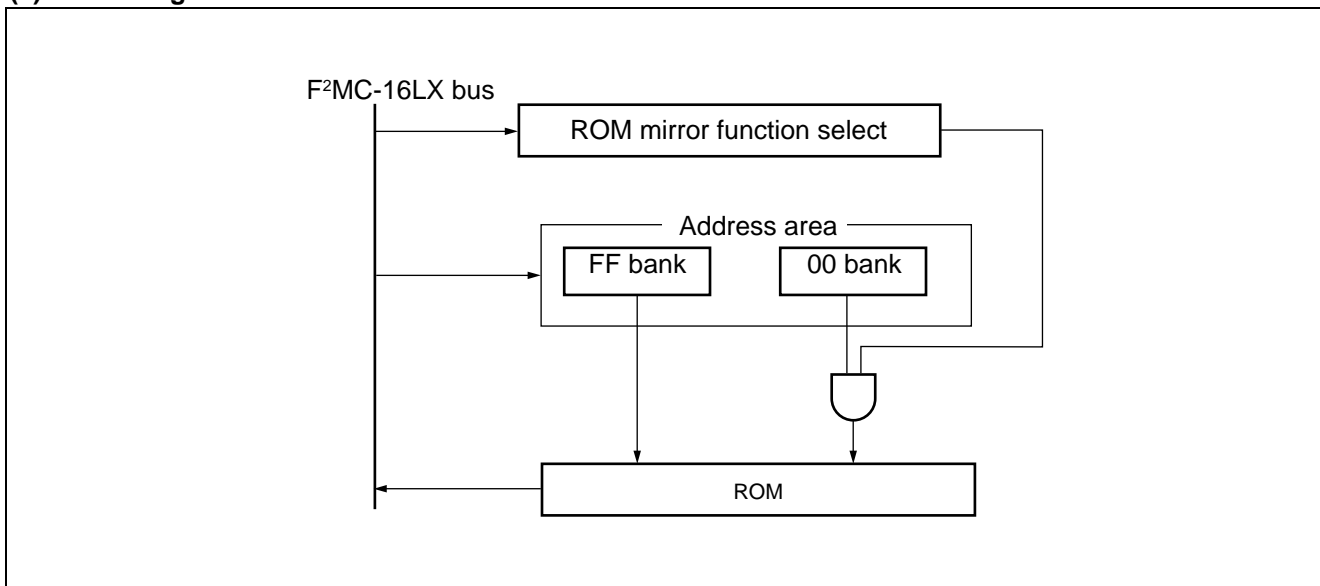 F²MC-16LX bus
ROM mirror function select
Address area
FF bank
00 bank
ROM